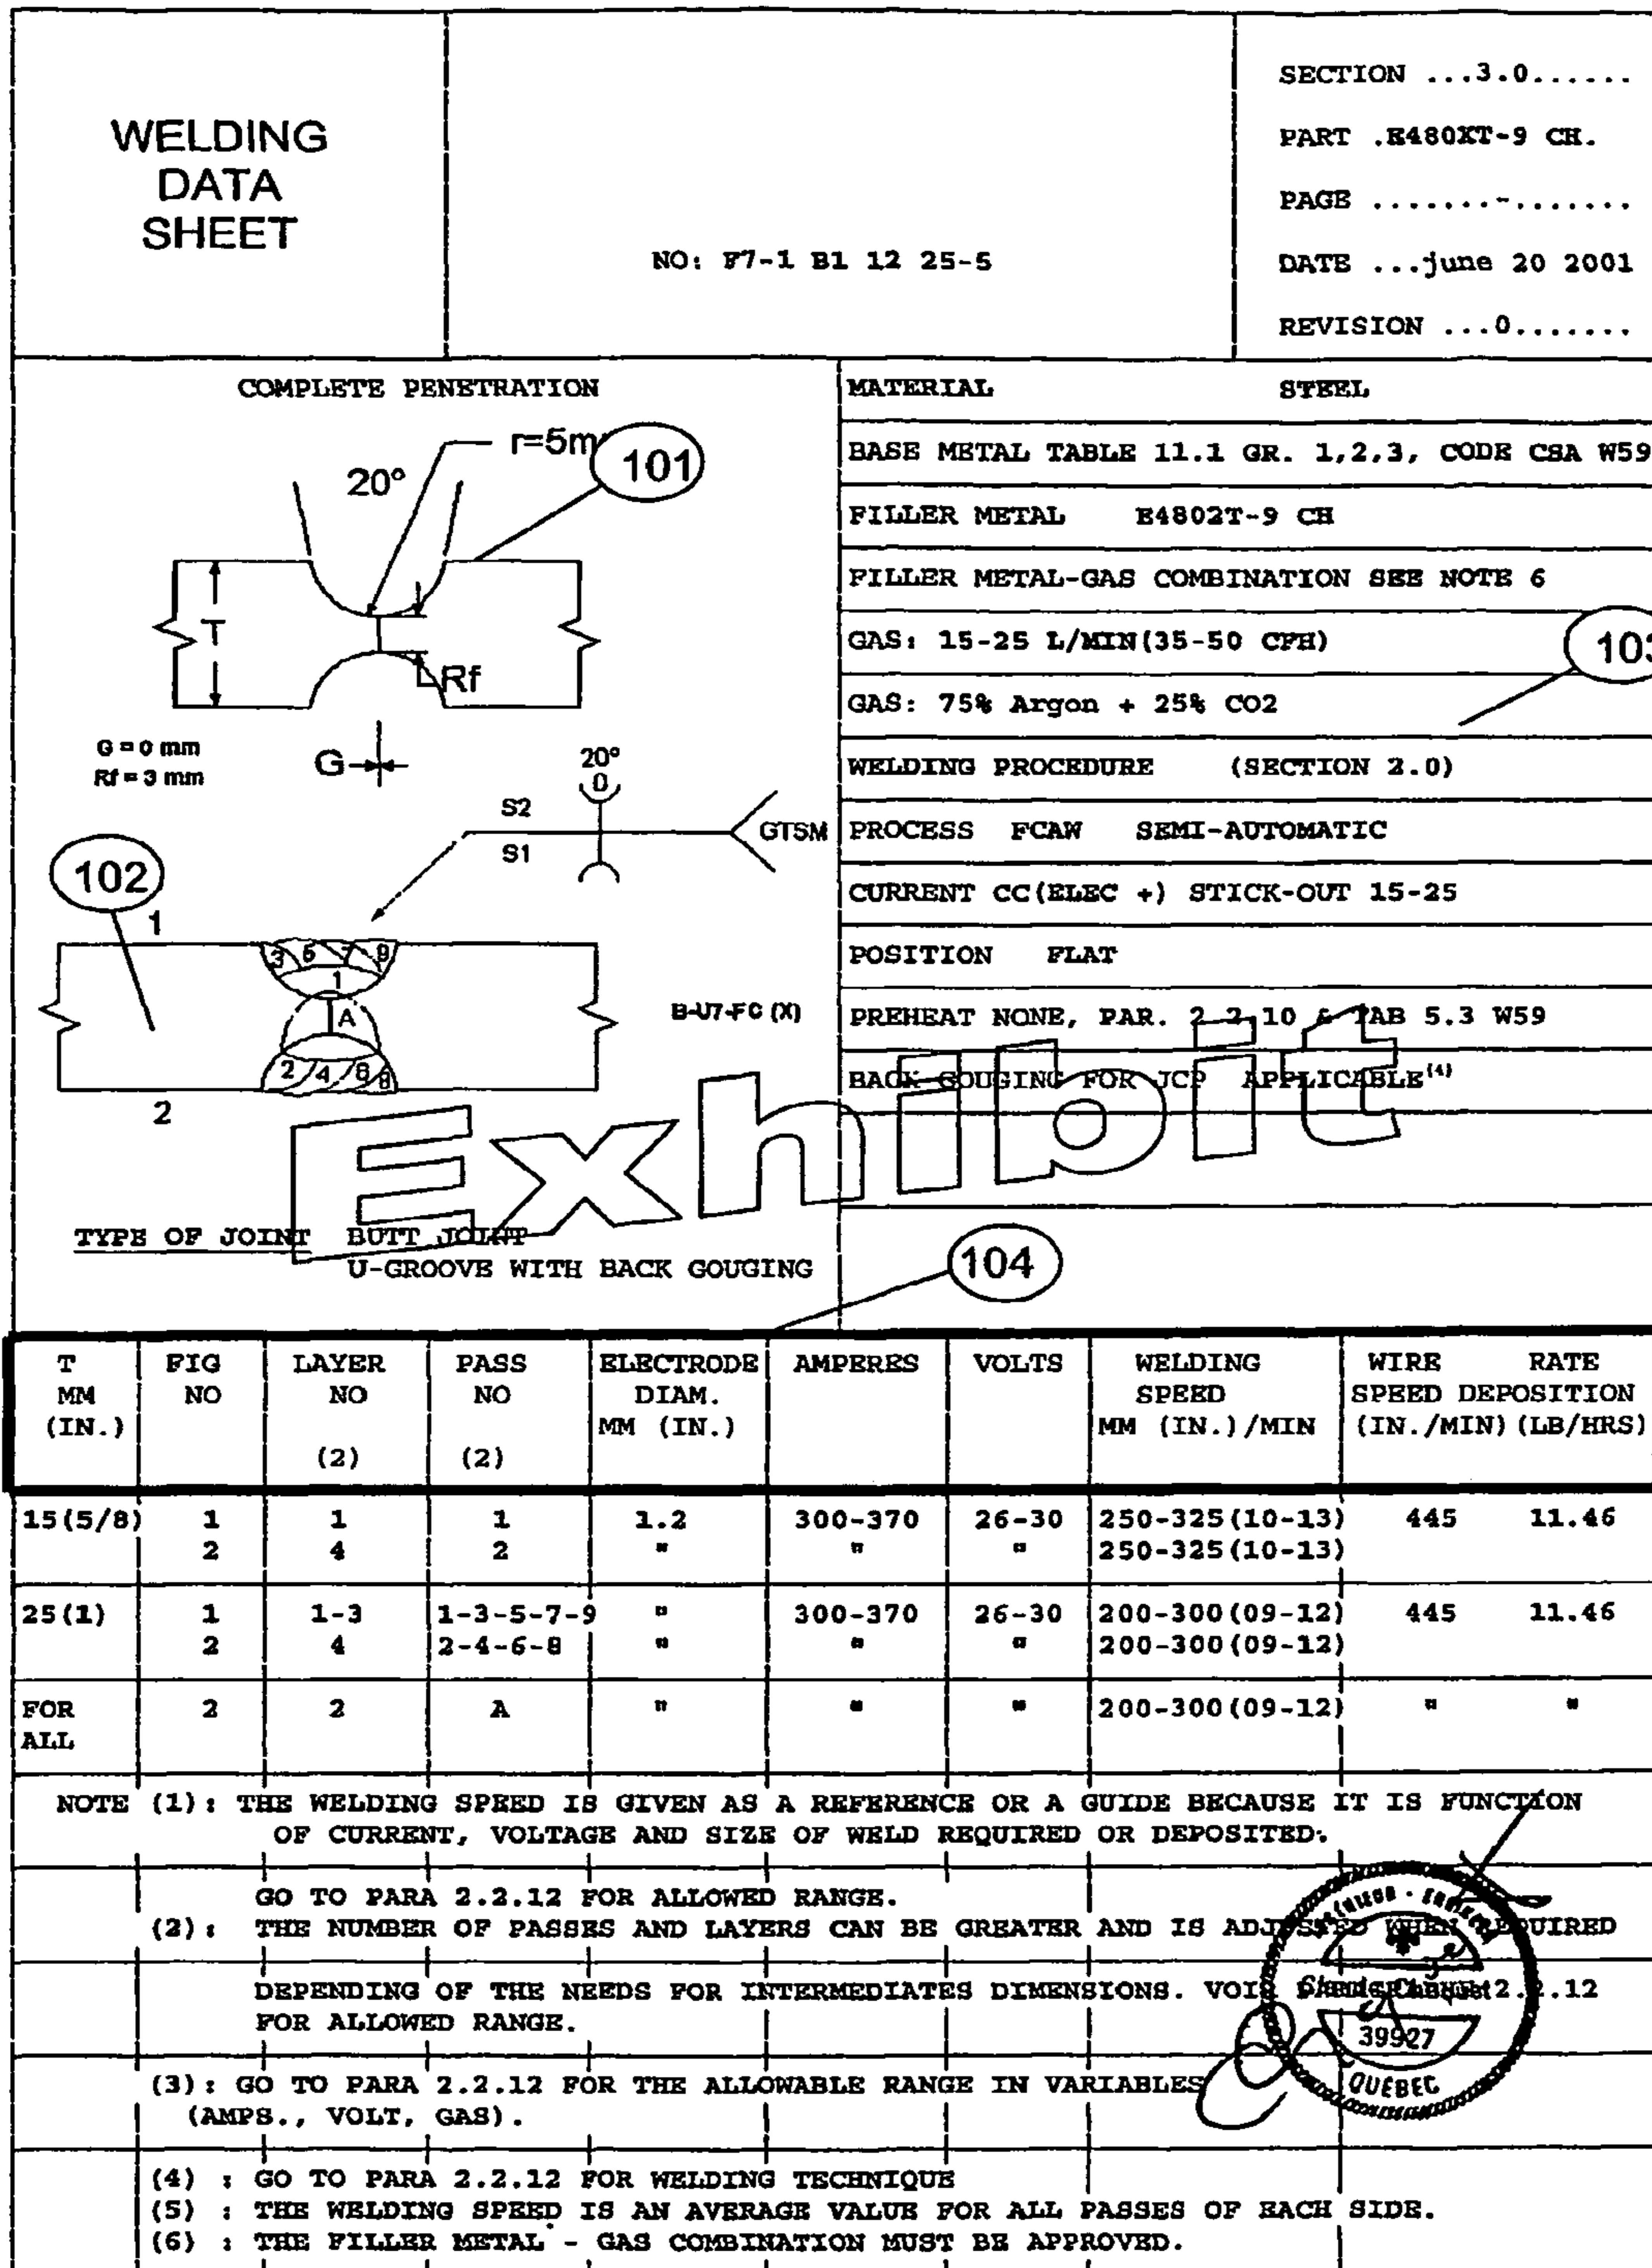 WELDING
DATA
SHEET
NO: F7-1 B1 12 25-5
SECTION ...3.0......
PART .E480XT-9 CH.
PAGE .......-.......
DATE ...june 20 2001
REVISION ...0.......
COMPLETE PENETRATION
r=5m
101
20°
T
Rf
G = 0 mm
Rf = 3 mm
G
20°
0
S2
S1
GTSM
102
1
3 5 7 9
1
A
2 4 6 8
2
B-U7-FC (X)
TYPE OF JOINT BUTT JOINT
U-GROOVE WITH BACK GOUGING
MATERIAL STEEL
BASE METAL TABLE 11.1 GR. 1,2,3, CODE CSA W59
FILLER METAL E4802T-9 CH
FILLER METAL-GAS COMBINATION SEE NOTE 6
GAS: 15-25 L/MIN(35-50 CFH)
103
GAS: 75% Argon + 25% CO2
WELDING PROCEDURE (SECTION 2.0)
PROCESS FCAW SEMI-AUTOMATIC
CURRENT CC(ELEC +) STICK-OUT 15-25
POSITION FLAT
PREHEAT NONE, PAR. 2.2.10 & TAB 5.3 W59
BACK GOUGING FOR JCP APPLICABLE(4)
Exhibit
104
T FIG LAYER PASS ELECTRODE AMPERES VOLTS WELDING WIRE RATE
MM NO NO NO DIAM. SPEED SPEED DEPOSITION
(IN.) MM (IN.) MM (IN.)/MIN (IN./MIN) (LB/HRS)
(2) (2)
15(5/8) 1 1 1 1.2 300-370 26-30 250-325(10-13) 445 11.46
2 4 2 " " " 250-325(10-13)
25(1) 1 1-3 1-3-5-7-9 " 300-370 26-30 200-300(09-12) 445 11.46
2 4 2-4-6-8 " " " 200-300(09-12)
FOR 2 2 A " " " 200-300(09-12) " "
ALL
NOTE (1): THE WELDING SPEED IS GIVEN AS A REFERENCE OR A GUIDE BECAUSE IT IS FUNCTION
OF CURRENT, VOLTAGE AND SIZE OF WELD REQUIRED OR DEPOSITED.
GO TO PARA 2.2.12 FOR ALLOWED RANGE.
(2): THE NUMBER OF PASSES AND LAYERS CAN BE GREATER AND IS ADJUSTED WHEN REQUIRED
DEPENDING OF THE NEEDS FOR INTERMEDIATES DIMENSIONS. VOIR 2.2.12
FOR ALLOWED RANGE.
39927
QUEBEC
(3): GO TO PARA 2.2.12 FOR THE ALLOWABLE RANGE IN VARIABLES
(AMPS., VOLT, GAS).
(4) : GO TO PARA 2.2.12 FOR WELDING TECHNIQUE
(5) : THE WELDING SPEED IS AN AVERAGE VALUE FOR ALL PASSES OF EACH SIDE.
(6) : THE FILLER METAL - GAS COMBINATION MUST BE APPROVED.